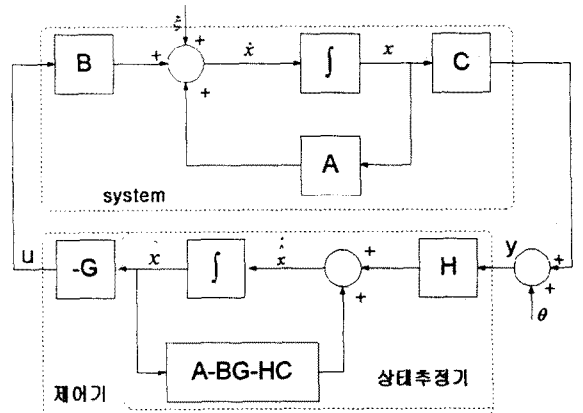 ξ
+
B
+
ẋ
∫
x
C
+
A
system
u
-G
x̂
∫
x̂̇
+
H
y
+
+
+
θ
A-BG-HC
제어기
상태추정기